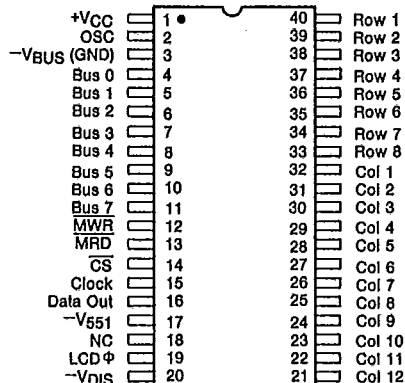 +VCC 1 40 Row 1
OSC 2 39 Row 2
–VBUS (GND) 3 38 Row 3
Bus 0 4 37 Row 4
Bus 1 5 36 Row 5
Bus 2 6 35 Row 6
Bus 3 7 34 Row 7
Bus 4 8 33 Row 8
Bus 5 9 32 Col 1
Bus 6 10 31 Col 2
Bus 7 11 30 Col 3
MWR 12 29 Col 4
MRD 13 28 Col 5
CS 14 27 Col 6
Clock 15 26 Col 7
Data Out 16 25 Col 8
–V551 17 24 Col 9
NC 18 23 Col 10
LCDΦ 19 22 Col 11
–VDIS 20 21 Col 12